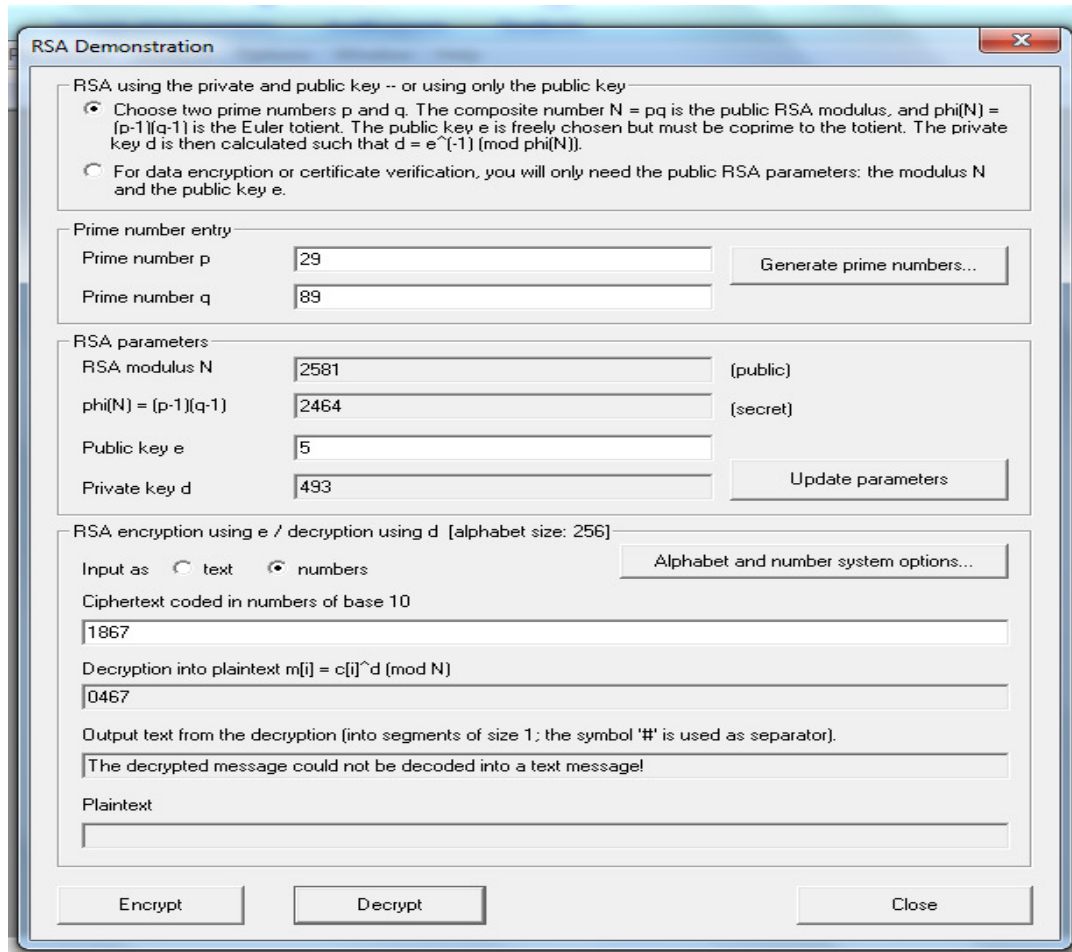 RSA Demonstration
RSA using the private and public key -- or using only the public key
Choose two prime numbers p and q. The composite number N = pq is the public RSA modulus, and phi(N) =
(p-1)(q-1) is the Euler totient. The public key e is freely chosen but must be coprime to the totient. The private
key d is then calculated such that d = e^(-1) (mod phi(N)).
For data encryption or certificate verification, you will only need the public RSA parameters: the modulus N
and the public key e.
Prime number entry
Prime number p 29 Generate prime numbers...
Prime number q 89
RSA parameters
RSA modulus N 2581 (public)
phi(N) = (p-1)(q-1) 2464 (secret)
Public key e 5
Private key d 493 Update parameters
RSA encryption using e / decryption using d [alphabet size: 256]
Input as text numbers Alphabet and number system options...
Ciphertext coded in numbers of base 10
1867
Decryption into plaintext m[i] = c[i]^d (mod N)
0467
Output text from the decryption (into segments of size 1; the symbol '#' is used as separator).
The decrypted message could not be decoded into a text message!
Plaintext
Encrypt Decrypt Close